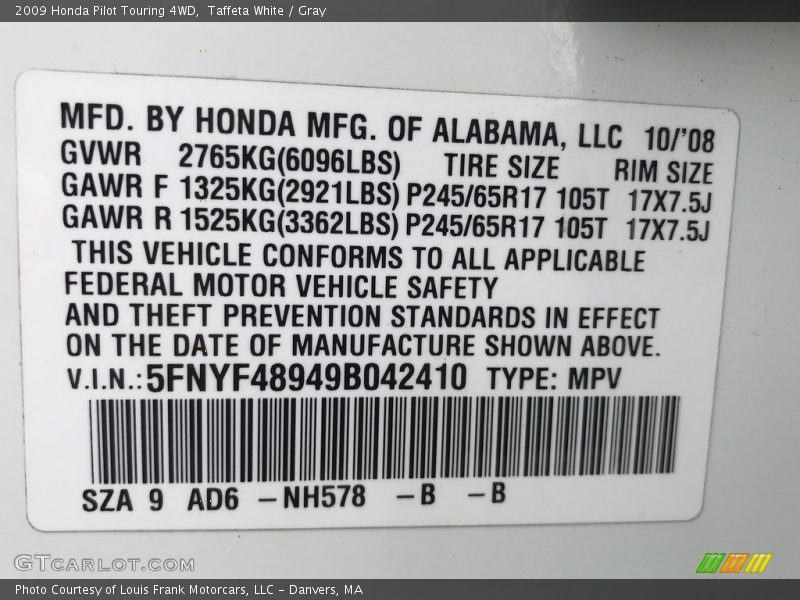 2009 Honda Pilot Touring 4WD,  Taffeta White / Gray
MFD. BY HONDA MFG. OF ALABAMA, LLC 10/'08
GVWR 2765KG(6096LBS) TIRE SIZE RIM SIZE
GAWR F 1325KG(2921LBS) P245/65R17 105T 17X7.5J
GAWR R 1525KG(3362LBS) P245/65R17 105T 17X7.5J
THIS VEHICLE CONFORMS TO ALL APPLICABLE
FEDERAL MOTOR VEHICLE SAFETY
AND THEFT PREVENTION STANDARDS IN EFFECT
ON THE DATE OF MANUFACTURE SHOWN ABOVE.
V.I.N.:5FNYF48949B042410 TYPE: MPV
SZA 9 AD6 –NH578 –B –B
GTCARLOT.COM
Photo Courtesy of Louis Frank Motorcars, LLC – Danvers, MA